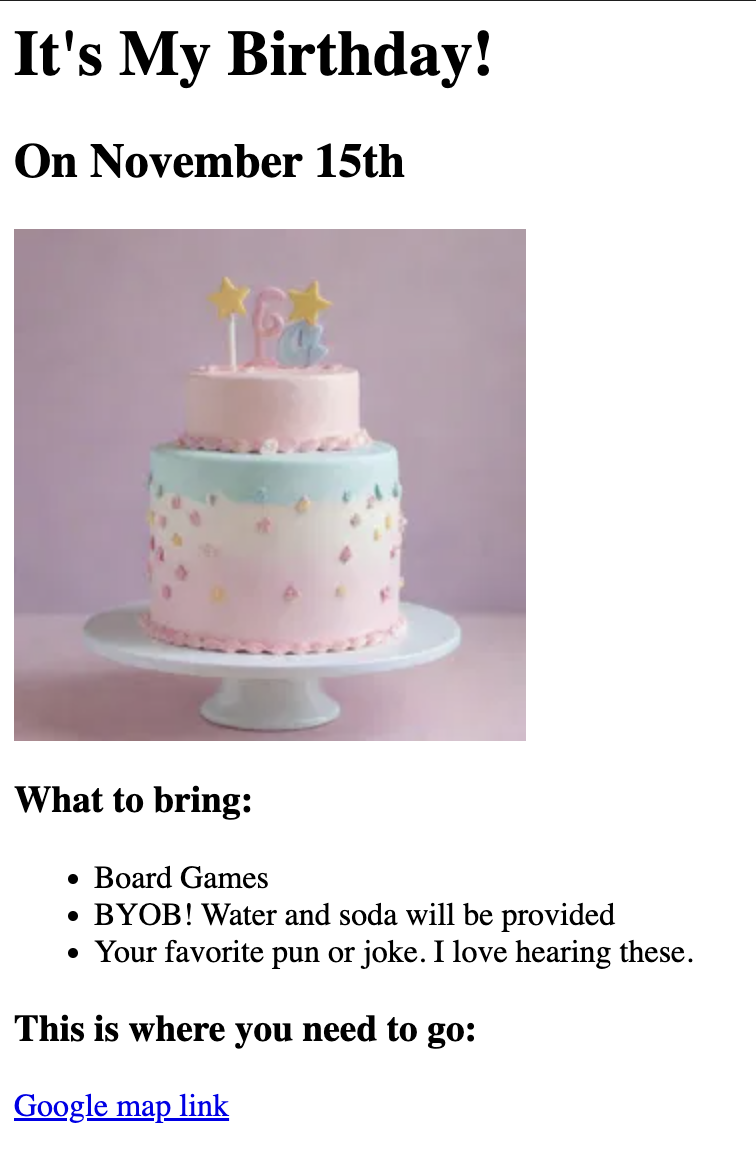 It's My Birthday!
On November 15th
What to bring:
Board Games
BYOB! Water and soda will be provided
Your favorite pun or joke. I love hearing these.
This is where you need to go:
Google map link